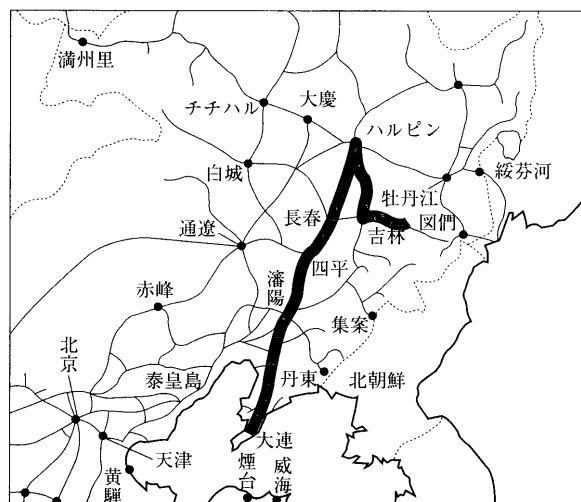 満州里
チチハル
大慶
ハルピン
白城
牡丹江
綏芬河
長春
吉林
図們
通遼
四平
瀋陽
赤峰
集案
北京
泰皇島
丹東
北朝鮮
大連
天津
黄驊
煙台
威海